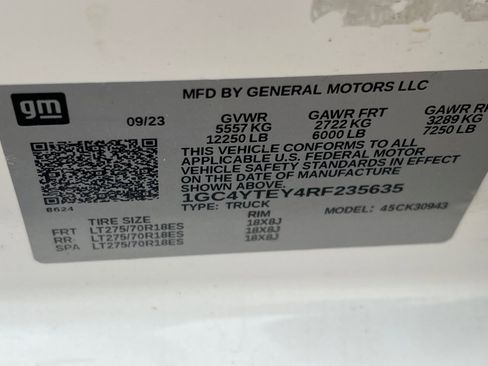 MFD BY GENERAL MOTORS LLC
gm
09/23 GVWR GAWR FRT GAWR RR
5557 KG 2722 KG 3289 KG
12250 LB 6000 LB 7250 LB
THIS VEHICLE CONFORMS TO ALL
APPLICABLE U.S. FEDERAL MOTOR
VEHICLE SAFETY STANDARDS IN EFFECT
ON THE DATE OF MANUFACTURE
SHOWN ABOVE.
1GC4YTEY4RF235635
TYPE: TRUCK MODEL: 4SCK30943
8624
TIRE SIZE RIM
FRT LT275/70R18ES 18X8J
RR LT275/70R18ES 18X8J
SPA LT275/70R18ES 18X8J